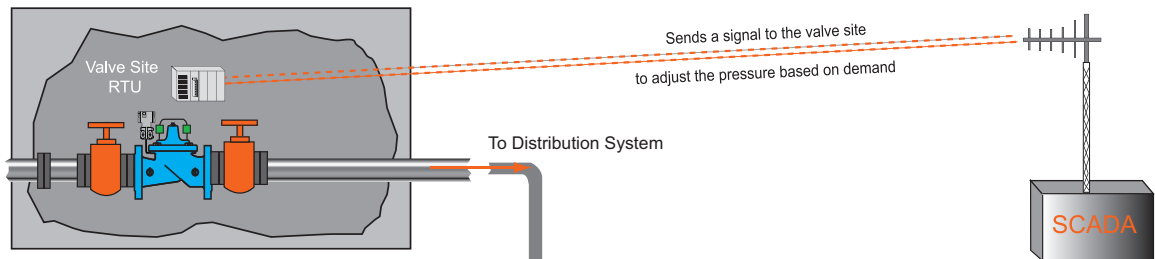 Sends a signal to the valve site
to adjust the pressure based on demand
Valve Site
RTU
To Distribution System
SCADA